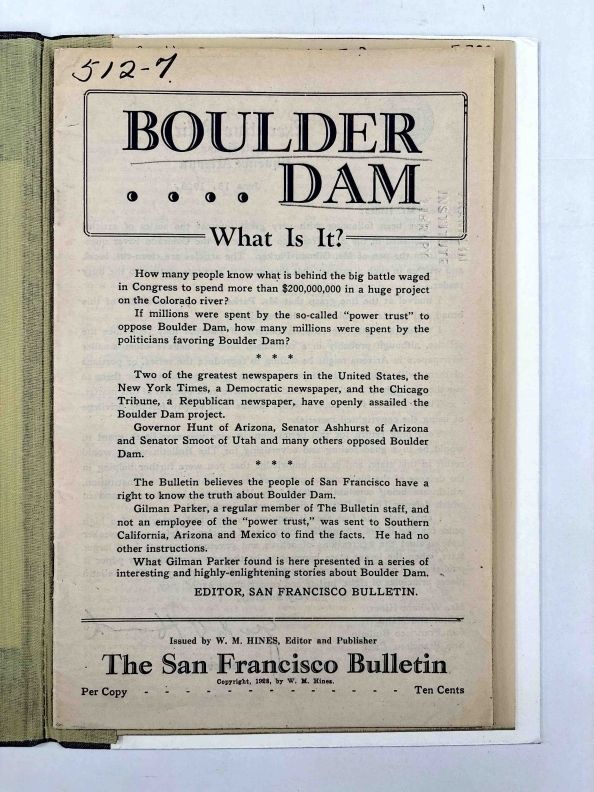 512-7
BOULDER
. . . . DAM
What Is It?
How many people know what is behind the big battle waged
in Congress to spend more than $200,000,000 in a huge project
on the Colorado river?
If millions were spent by the so-called "power trust" to
oppose Boulder Dam, how many millions were spent by the
politicians favoring Boulder Dam?
* * *
Two of the greatest newspapers in the United States, the
New York Times, a Democratic newspaper, and the Chicago
Tribune, a Republican newspaper, have openly assailed the
Boulder Dam project.
Governor Hunt of Arizona, Senator Ashhurst of Arizona
and Senator Smoot of Utah and many others opposed Boulder
Dam.
* * *
The Bulletin believes the people of San Francisco have a
right to know the truth about Boulder Dam.
Gilman Parker, a regular member of The Bulletin staff, and
not an employee of the "power trust," was sent to Southern
California, Arizona and Mexico to find the facts. He had no
other instructions.
What Gilman Parker found is here presented in a series of
interesting and highly-enlightening stories about Boulder Dam.
EDITOR, SAN FRANCISCO BULLETIN.
Issued by W. M. HINES, Editor and Publisher
The San Francisco Bulletin
Copyright, 1928, by W. M. Hines.
Per Copy - - - - - - - - - - - - - - Ten Cents